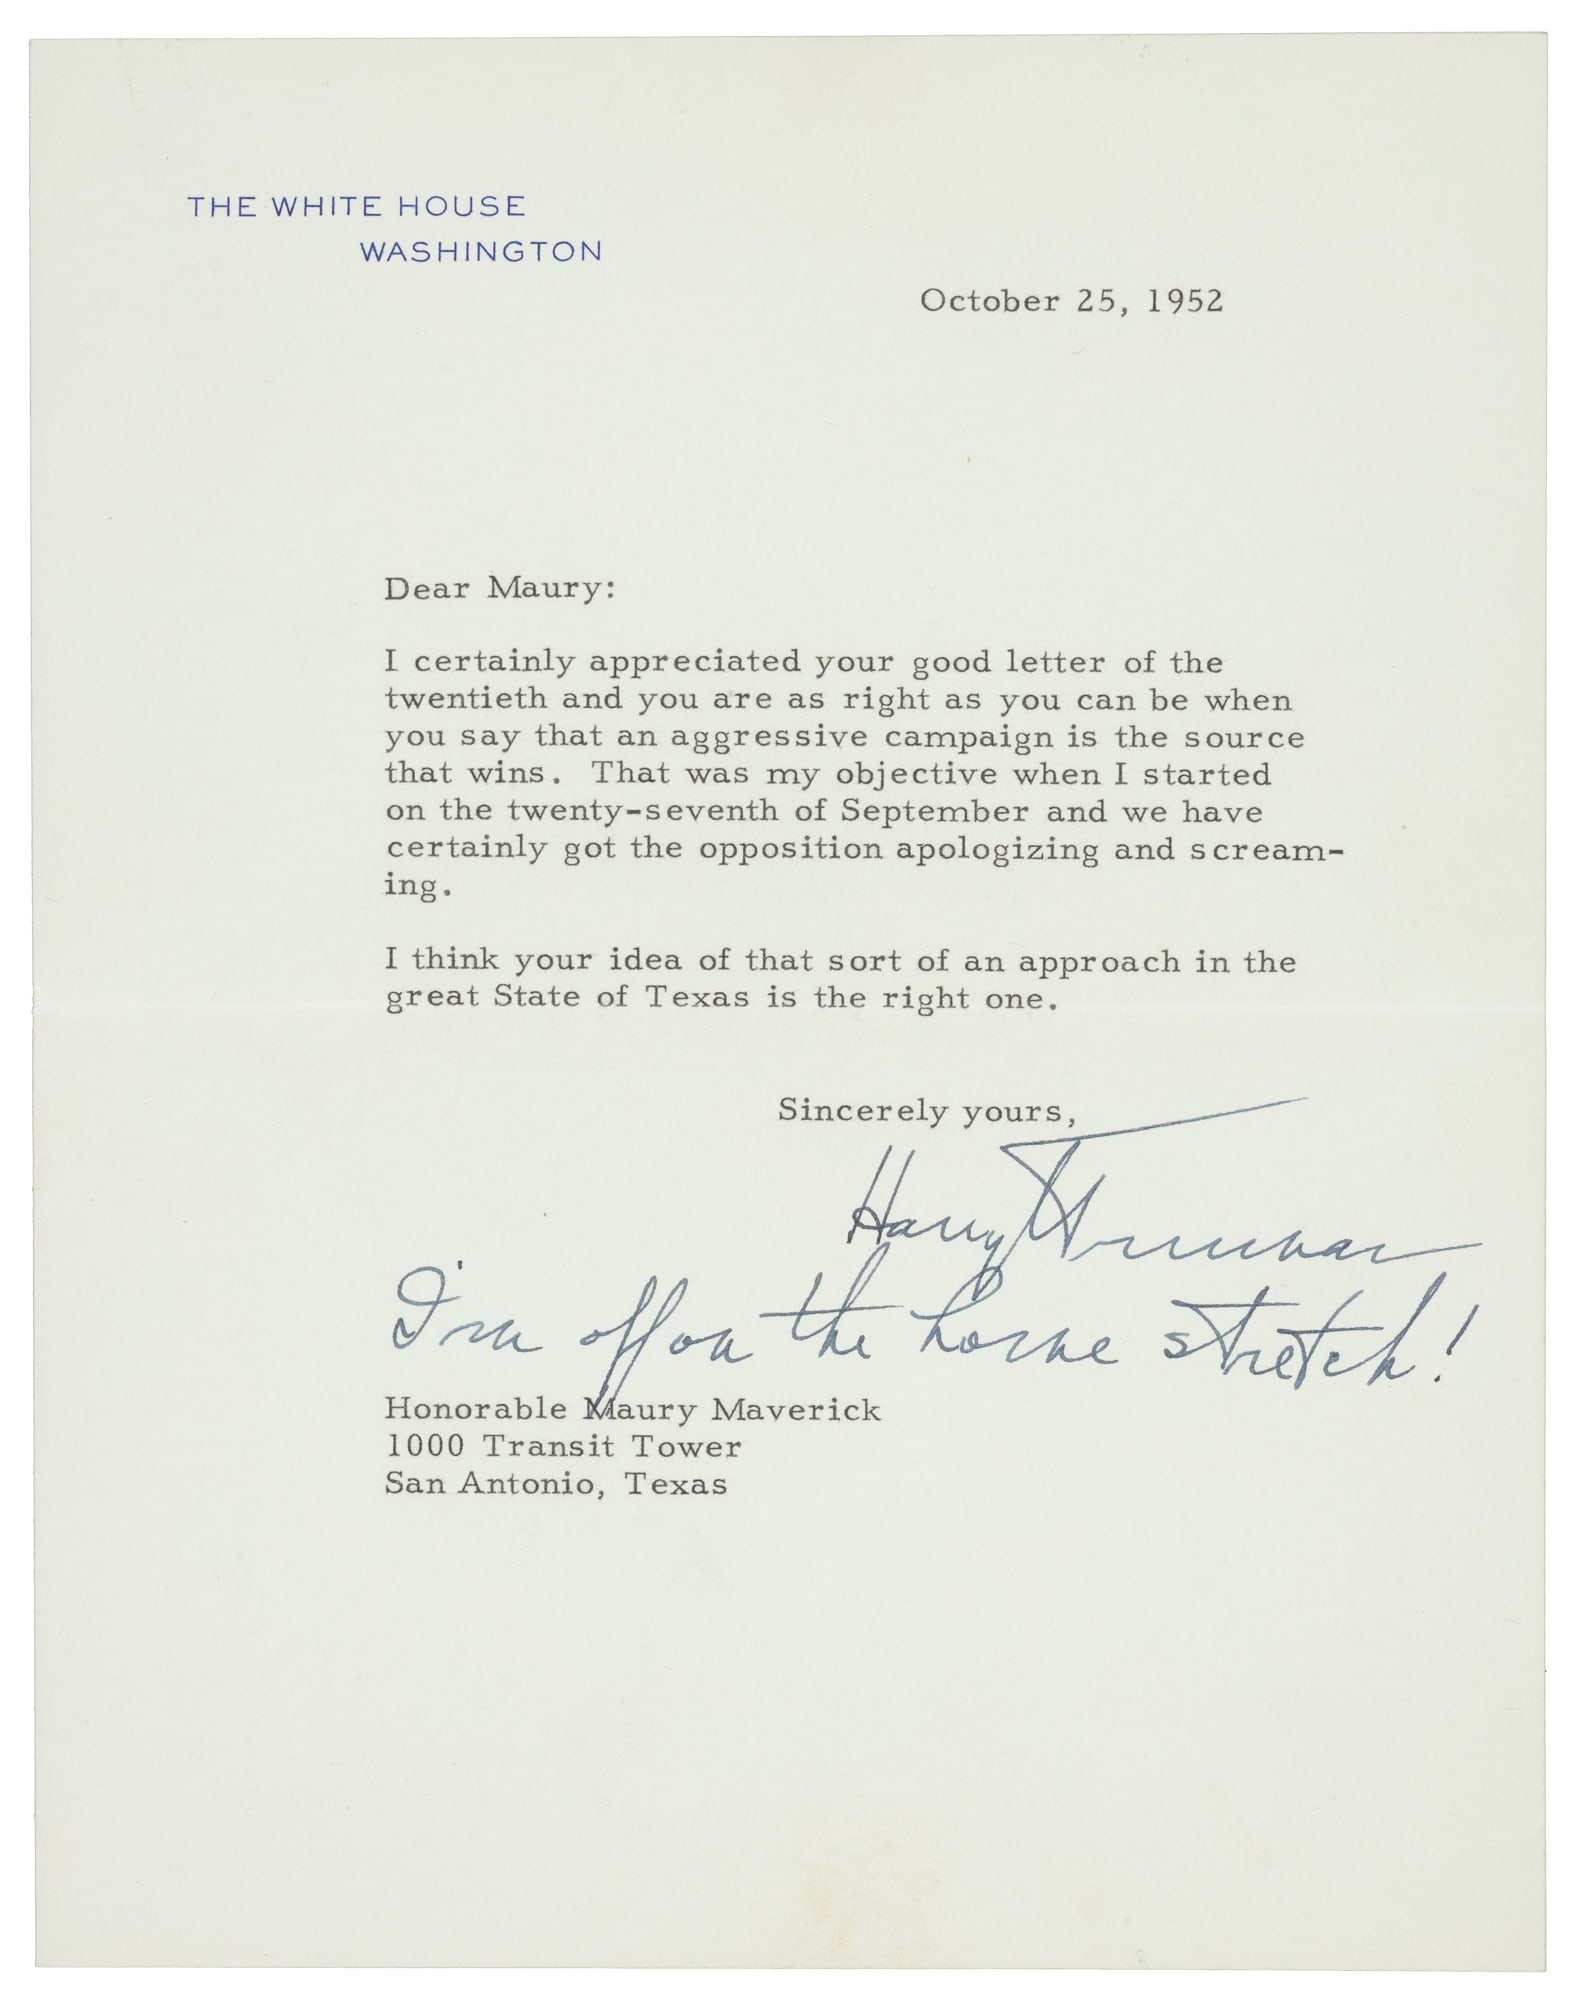 THE WHITE HOUSE
WASHINGTON
October 25, 1952
Dear Maury:
I certainly appreciated your good letter of the
twentieth and you are as right as you can be when
you say that an aggressive campaign is the source
that wins. That was my objective when I started
on the twenty-seventh of September and we have
certainly got the opposition apologizing and scream-
ing.
I think your idea of that sort of an approach in the
great State of Texas is the right one.
Sincerely yours,
Harry Truman
I'm off on the home stretch!
Honorable Maury Maverick
1000 Transit Tower
San Antonio, Texas